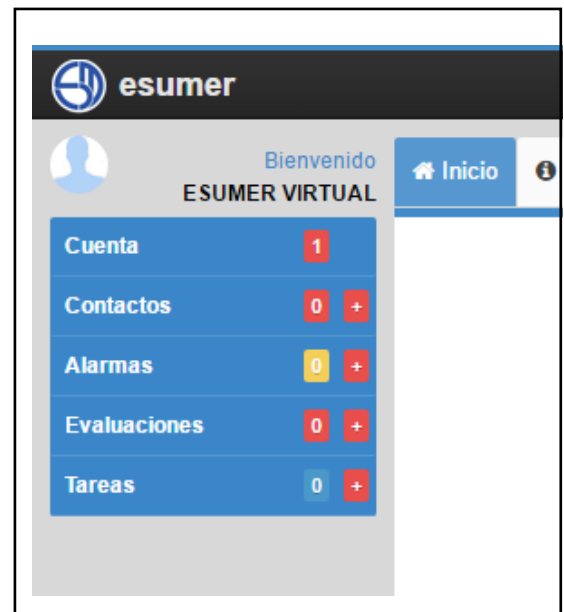 esumer
Bienvenido
ESUMER VIRTUAL
Inicio
Cuenta 1
Contactos 0 +
Alarmas 0 +
Evaluaciones 0 +
Tareas 0 +